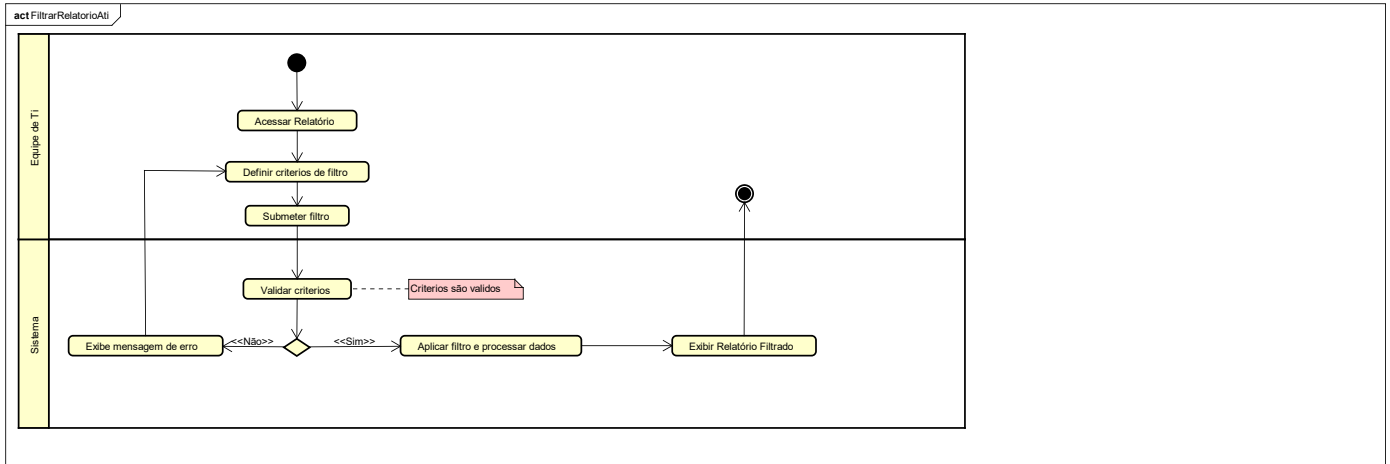 act FiltrarRelatorioAti
Equipe de Ti
Acessar Relatório
Definir criterios de filtro
Submeter filtro
Sistema
Validar criterios
Criterios são validos
Exibe mensagem de erro
<<Não>>
<<Sim>>
Aplicar filtro e processar dados
Exibir Relatório Filtrado